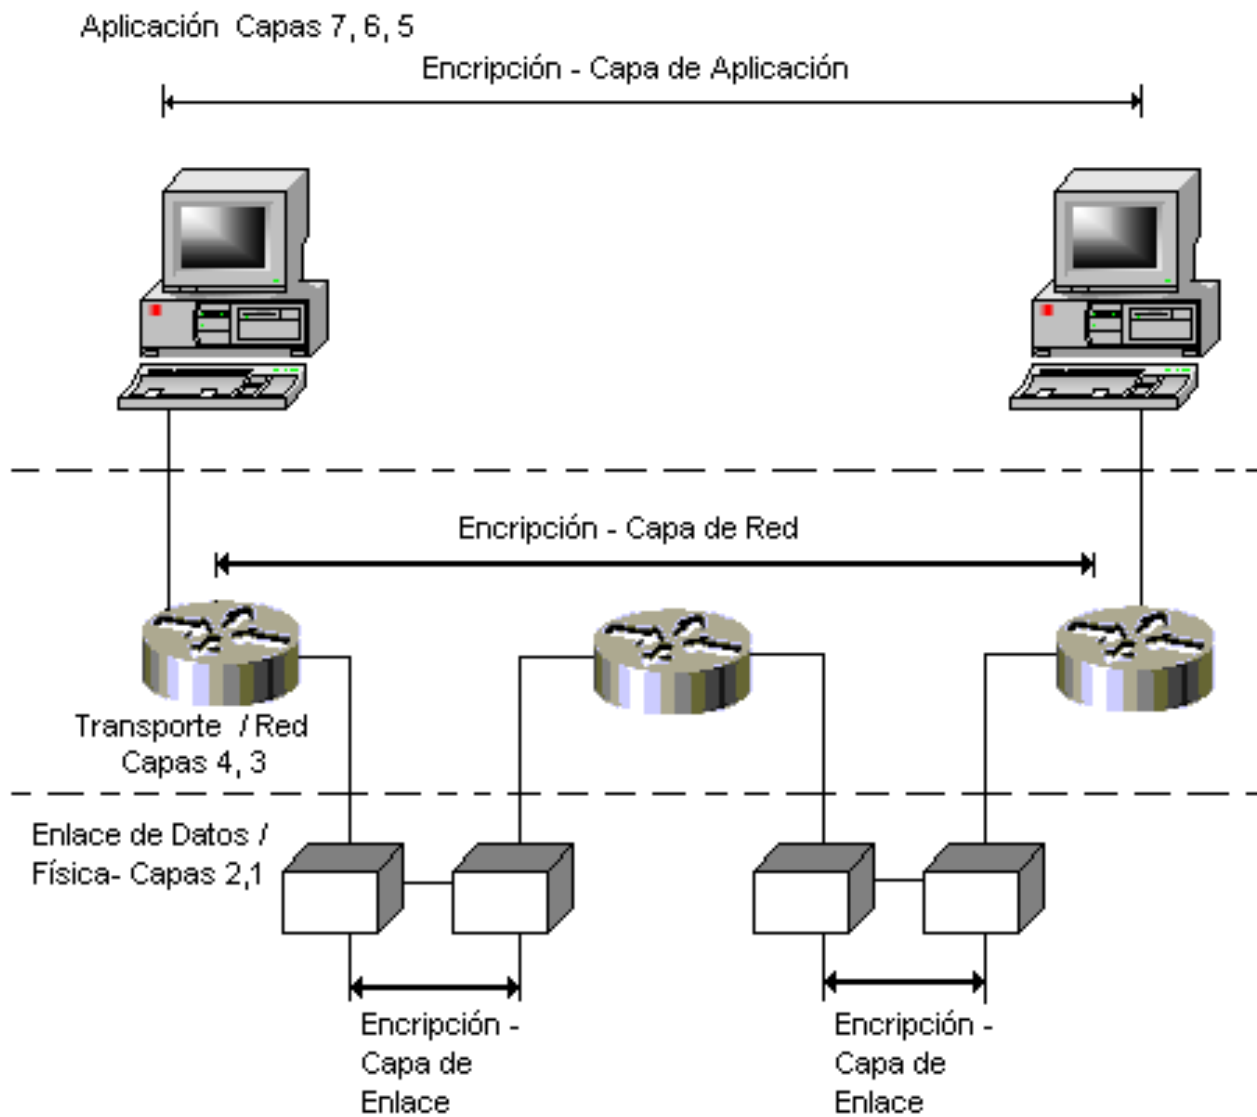 Aplicación  Capas 7, 6, 5
Encripción - Capa de Aplicación
Encripción - Capa de Red
Transporte  / Red
Capas 4, 3
Enlace de Datos /
Física- Capas 2,1
Encripción -
Capa de
Enlace
Encripción -
Capa de
Enlace